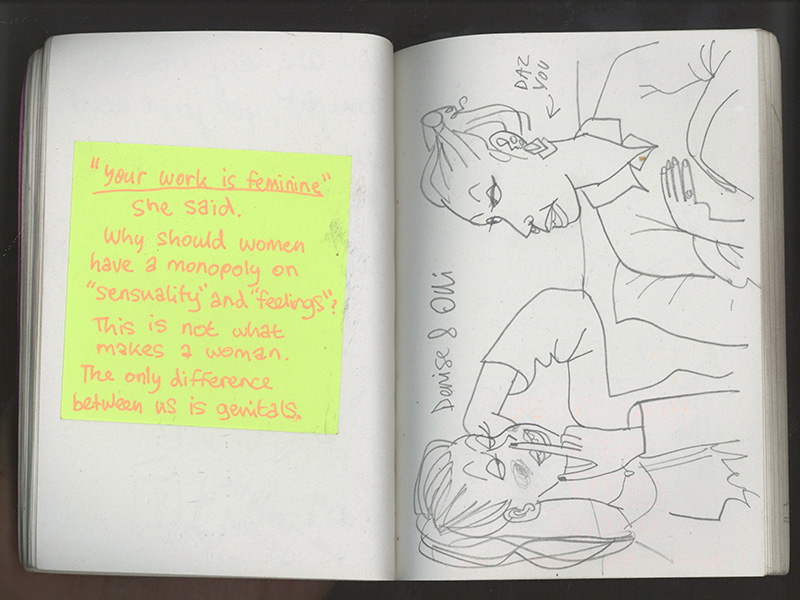 "Your work is feminine"
she said.
Why should women
have a monopoly on
"sensuality" and "feelings"?
This is not what
makes a woman.
The only difference
between us is genitals.
DAZ
YOU
Denise & Olli